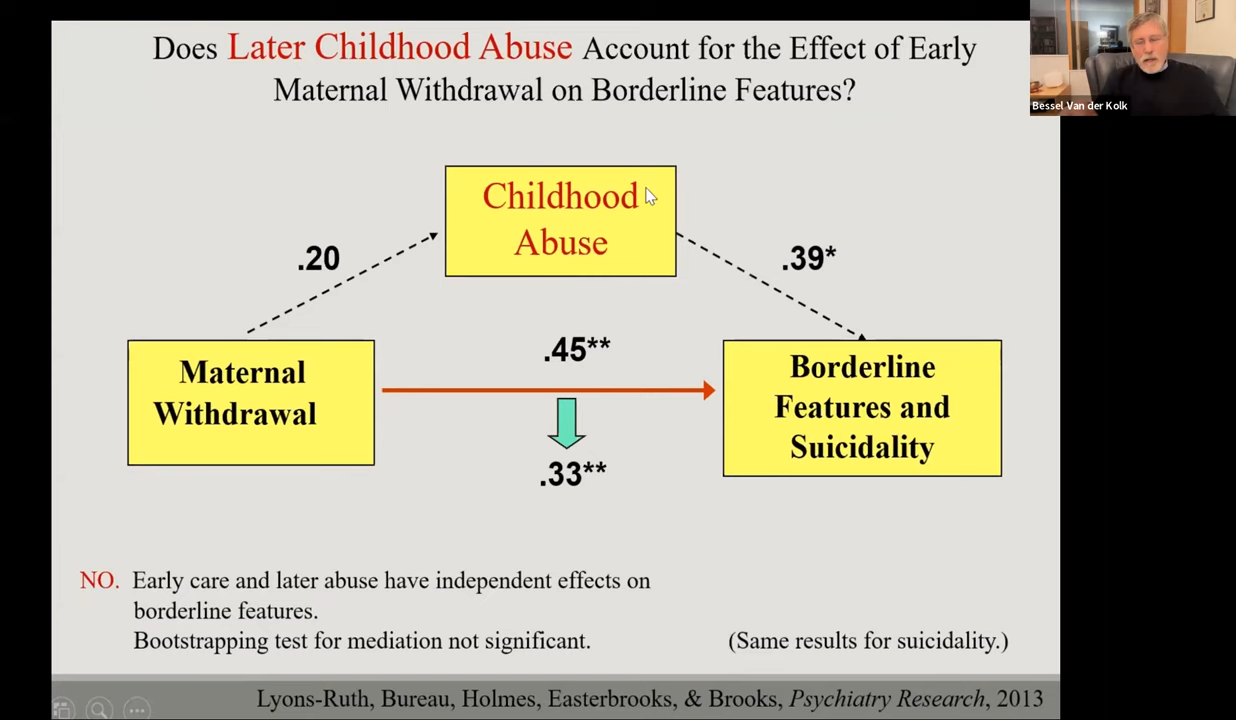 Does Later Childhood Abuse Account for the Effect of Early
Maternal Withdrawal on Borderline Features?
Bessel Van der Kolk
Childhood
Abuse
.20
.39*
.45**
Maternal
Withdrawal
Borderline
Features and
Suicidality
.33**
NO. Early care and later abuse have independent effects on
borderline features.
Bootstrapping test for mediation not significant.
(Same results for suicidality.)
Lyons-Ruth, Bureau, Holmes, Easterbrooks, & Brooks, Psychiatry Research, 2013